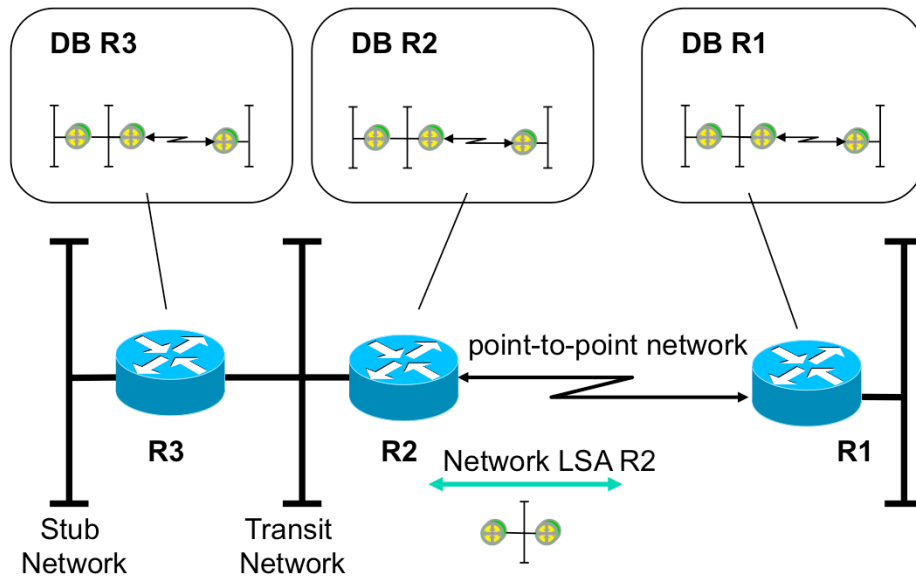 DB R3
DB R2
DB R1
point-to-point network
R3
R2
R1
Network LSA R2
Stub
Network
Transit
Network